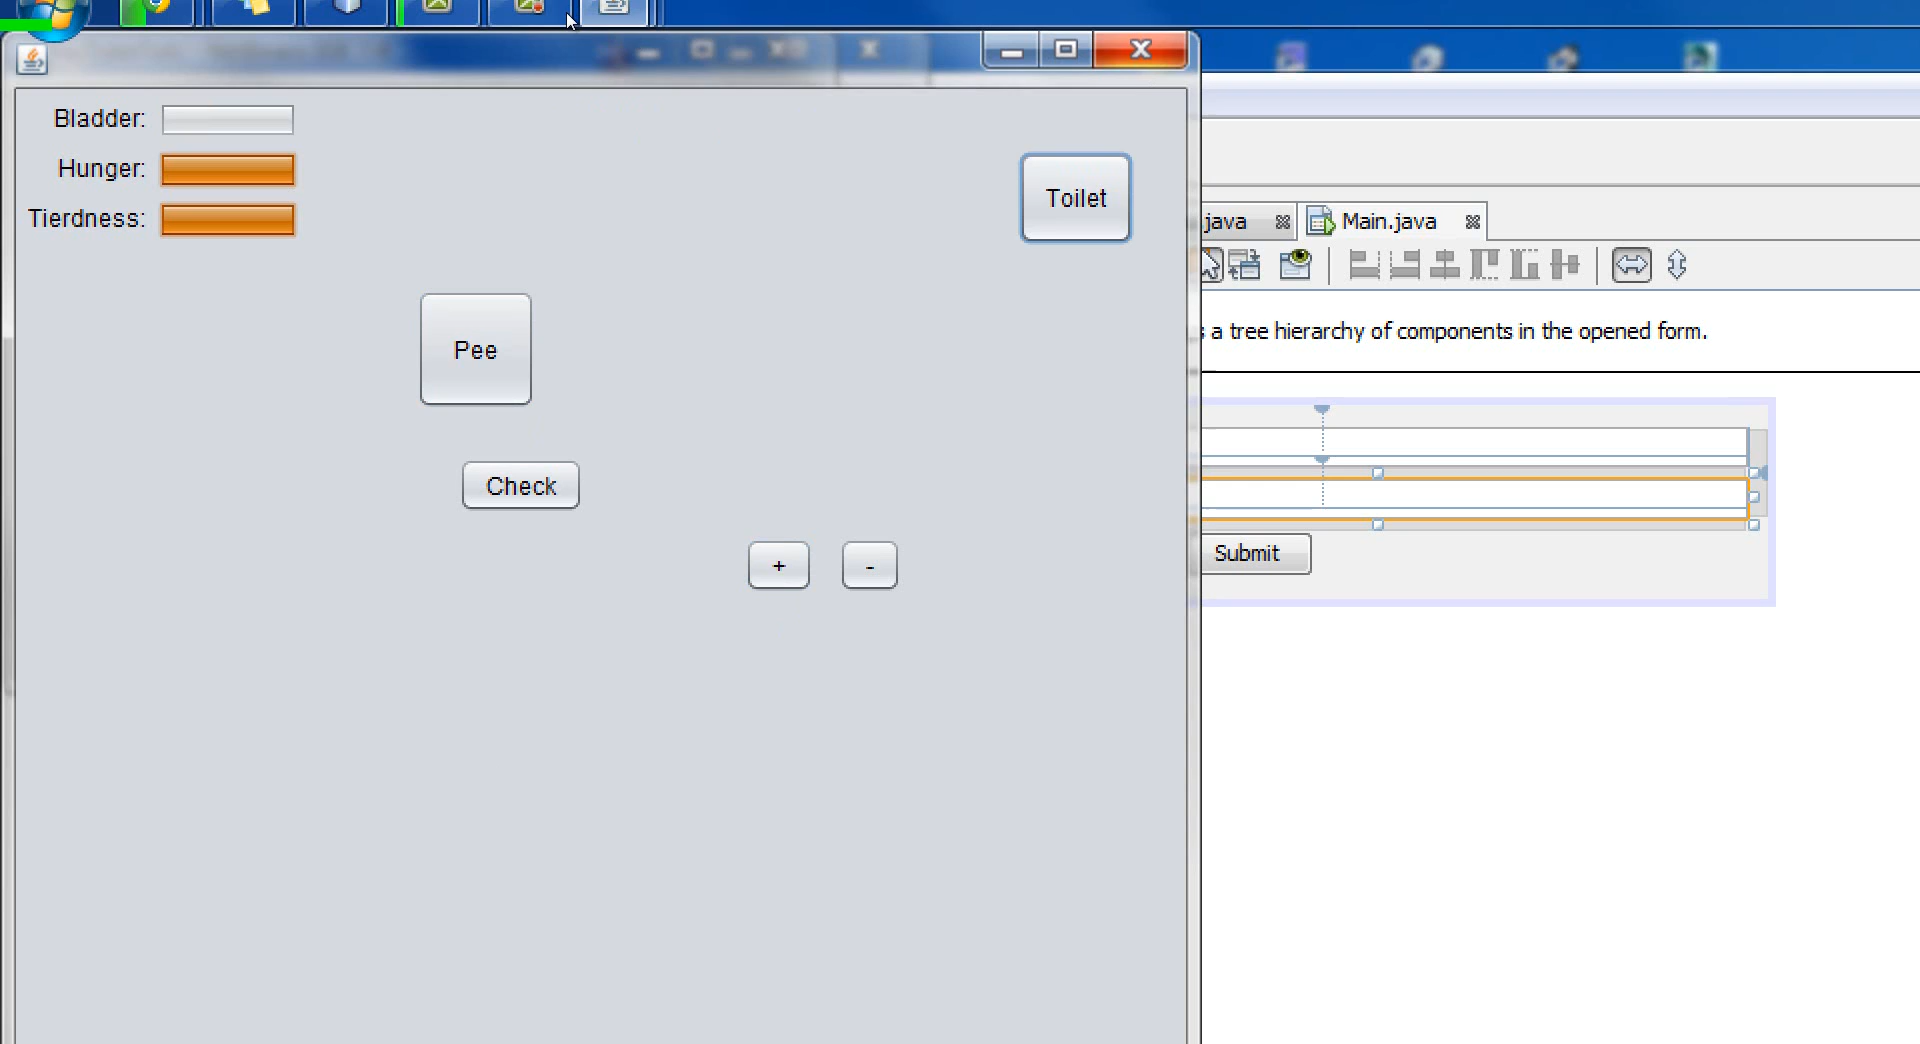 Bladder:
Hunger:
Tierdness:
Toilet
Pee
Check
+
-
java
Main.java
a tree hierarchy of components in the opened form.
Submit